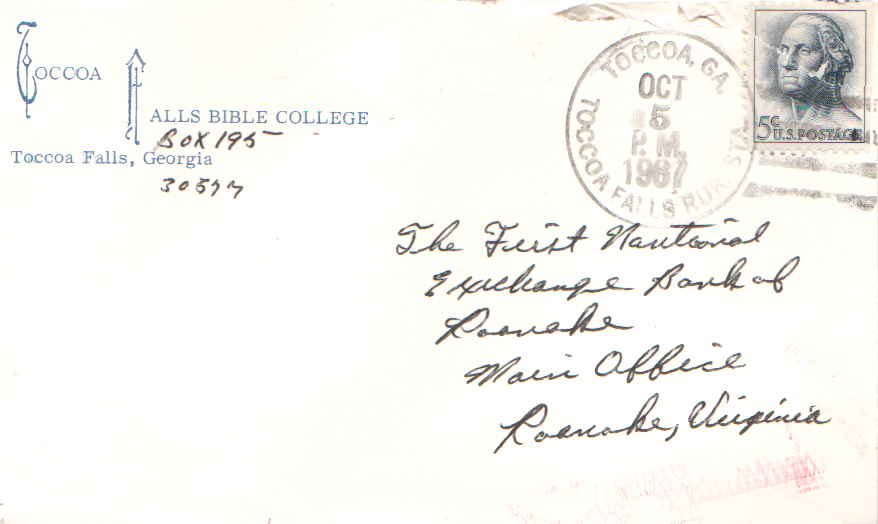 TOCCOA
FALLS BIBLE COLLEGE
BOX 195
Toccoa Falls, Georgia
30577
TOCCOA, GA.
OCT
5
P.M.
1967
TOCCOA FALLS RUR. STA.
5c
U.S. POSTAGE
The First Nantional
Exchange Bank of
Roanoke
Main Office
Roanoke, Virginia